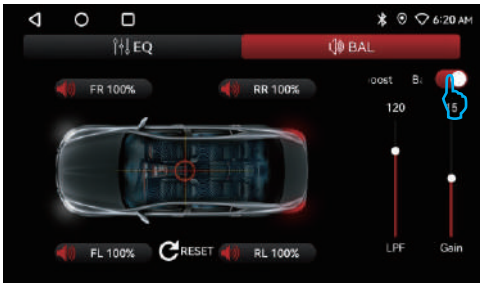 6:20 AM
EQ
BAL
FR 100%
RR 100%
oost
120
15
FL 100%
RESET
RL 100%
LPF
Gain